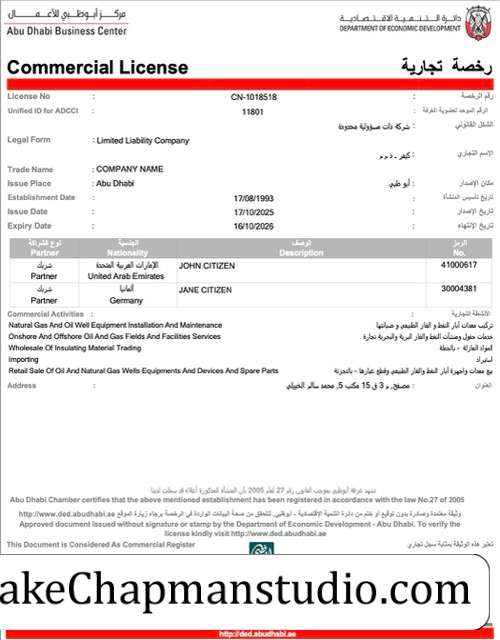 مركز أبوظبي للأعمال
Abu Dhabi Business Center
دائرة التنمية الاقتصادية
DEPARTMENT OF ECONOMIC DEVELOPMENT
Commercial License
رخصة تجارية
License No : CN-1018518 : رقم الرخصة
Unified ID for ADCCI : 11801 : الرقم الموحد لعضوية الغرفة
شركة ذات مسؤولية محدودة : الشكل القانوني
Legal Form : Limited Liability Company
كيفر - ذ م م : الإسم التجاري
Trade Name : COMPANY NAME
Issue Place : Abu Dhabi أبو ظبي : مكان الإصدار
Establishment Date : 17/08/1993 : تاريخ تأسيس المنشأة
Issue Date : 17/10/2025 : تاريخ الإصدار
Expiry Date : 16/10/2026 : تاريخ الإنتهاء
نوع الشراكة الجنسية الوصف الرمز
Partner Nationality Description No.
شريك الإمارات العربية المتحدة JOHN CITIZEN 41000617
Partner United Arab Emirates
شريك ألمانيا JANE CITIZEN 30004381
Partner Germany
Commercial Activities : الأنشطة التجارية :
Natural Gas And Oil Well Equipment Installation And Maintenance تركيب معدات آبار النفط و الغاز الطبيعي و صيانتها
Onshore And Offshore Oil And Gas Fields And Facilities Services خدمات حقول ومنشآت النفط والغاز البرية والبحرية تجارة
Wholesale Of Insulating Material Trading المواد العازلة - بالجملة
Importing استيراد
Retail Sale Of Oil And Natural Gas Wells Equipments And Devices And Spare Parts بيع معدات واجهزة آبار النفط والغاز الطبيعي وقطع غيارها - بالتجزئة
Address : مصفح, م 3 ق 15 مكتب 5, محمد سالم الخييلي : العنوان
تشهد غرفة أبوظبي بموجب القانون رقم 27 لعام 2005 بأن المنشأة المذكورة أعلاه قد سجلت لدينا
Abu Dhabi Chamber certifies that the above mentioned establishment has been registered in accordance with the law No.27 of 2005
وثيقة معتمدة وصادرة بدون توقيع أو ختم من دائرة التنمية الإقتصادية - أبوظبي. للتحقق من صحة البيانات الواردة في الرخصة برجاء زيارة الموقع http://www.ded.abudhabi.ae
Approved document issued without signature or stamp by the Department of Economic Development - Abu Dhabi. To verify the
license kindly visit http://www.ded.abudhabi.ae
This Document is Considered As Commercial Register تعتبر هذه الوثيقة بمثابة سجل تجاري
akeChapmanstudio.com
http://ded.abudhabi.ae